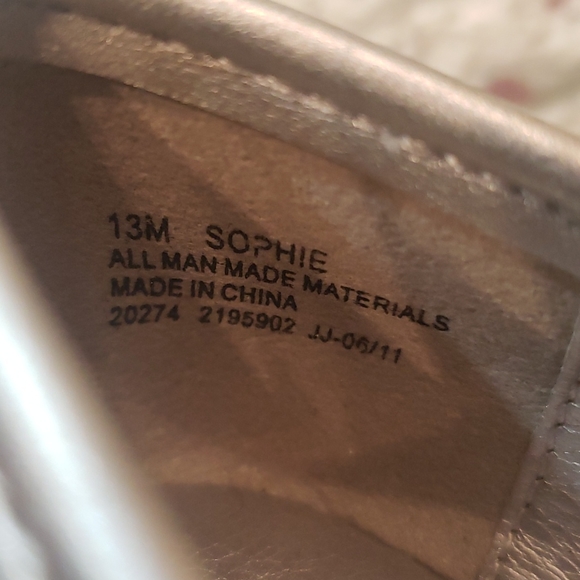 13M SOPHIE
ALL MAN MADE MATERIALS
MADE IN CHINA
20274 2195902 JJ-06/11